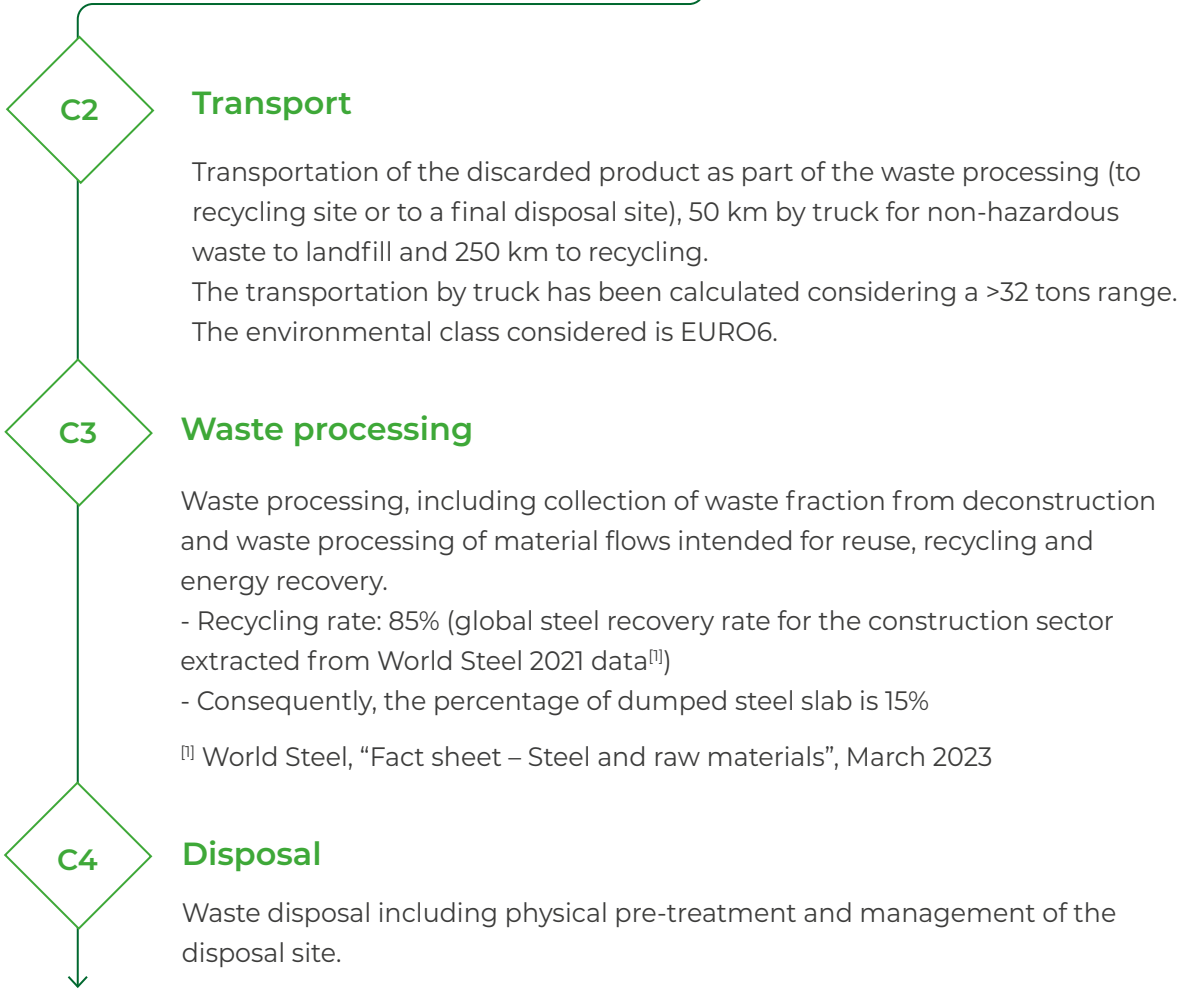 C2
Transport
Transportation of the discarded product as part of the waste processing (to
recycling site or to a final disposal site), 50 km by truck for non-hazardous
waste to landfill and 250 km to recycling.
The transportation by truck has been calculated considering a >32 tons range.
The environmental class considered is EURO6.
C3
Waste processing
Waste processing, including collection of waste fraction from deconstruction
and waste processing of material flows intended for reuse, recycling and
energy recovery.
- Recycling rate: 85% (global steel recovery rate for the construction sector
extracted from World Steel 2021 data[1])
- Consequently, the percentage of dumped steel slab is 15%
[1] World Steel, “Fact sheet – Steel and raw materials”, March 2023
C4
Disposal
Waste disposal including physical pre-treatment and management of the
disposal site.